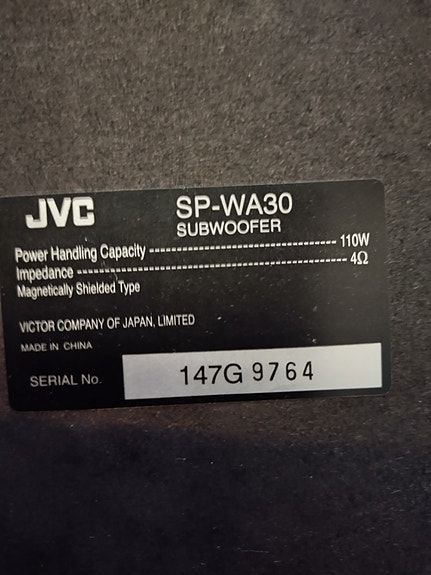 JVC SP-WA30
SUBWOOFER
Power Handling Capacity ------------------------------------ 110W
Impedance ---------------------------------------------------- 4Ω
Magnetically Shielded Type
VICTOR COMPANY OF JAPAN, LIMITED
MADE IN CHINA
SERIAL No. 147G 9764